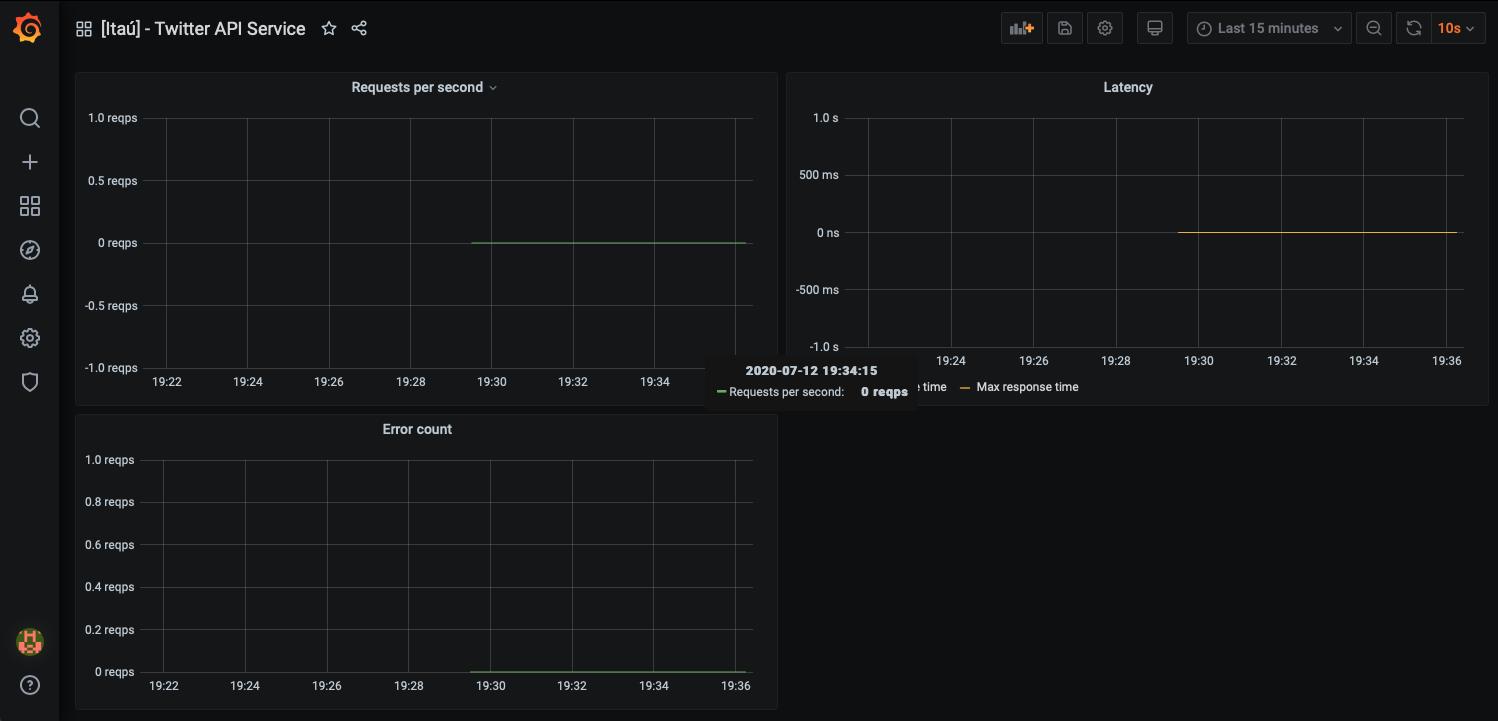 [Itaú] - Twitter API Service
Last 15 minutes
10s
Requests per second
1.0 reqps
0.5 reqps
0 reqps
-0.5 reqps
-1.0 reqps
19:22 19:24 19:26 19:28 19:30 19:32 19:34
Latency
1.0 s
500 ms
0 ns
-500 ms
-1.0 s
19:24 19:26 19:28 19:30 19:32 19:34 19:36
time Max response time
2020-07-12 19:34:15
Requests per second: 0 reqps
Error count
1.0 reqps
0.8 reqps
0.6 reqps
0.4 reqps
0.2 reqps
0 reqps
19:22 19:24 19:26 19:28 19:30 19:32 19:34 19:36